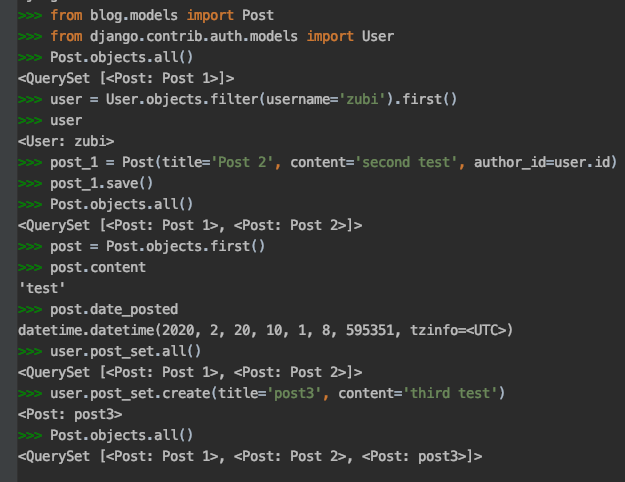 >>> from blog.models import Post
>>> from django.contrib.auth.models import User
>>> Post.objects.all()
<QuerySet [<Post: Post 1>]>
>>> user = User.objects.filter(username='zubi').first()
>>> user
<User: zubi>
>>> post_1 = Post(title='Post 2', content='second test', author_id=user.id)
>>> post_1.save()
>>> Post.objects.all()
<QuerySet [<Post: Post 1>, <Post: Post 2>]>
>>> post = Post.objects.first()
>>> post.content
'test'
>>> post.date_posted
datetime.datetime(2020, 2, 20, 10, 1, 8, 595351, tzinfo=<UTC>)
>>> user.post_set.all()
<QuerySet [<Post: Post 1>, <Post: Post 2>]>
>>> user.post_set.create(title='post3', content='third test')
<Post: post3>
>>> Post.objects.all()
<QuerySet [<Post: Post 1>, <Post: Post 2>, <Post: post3>]>